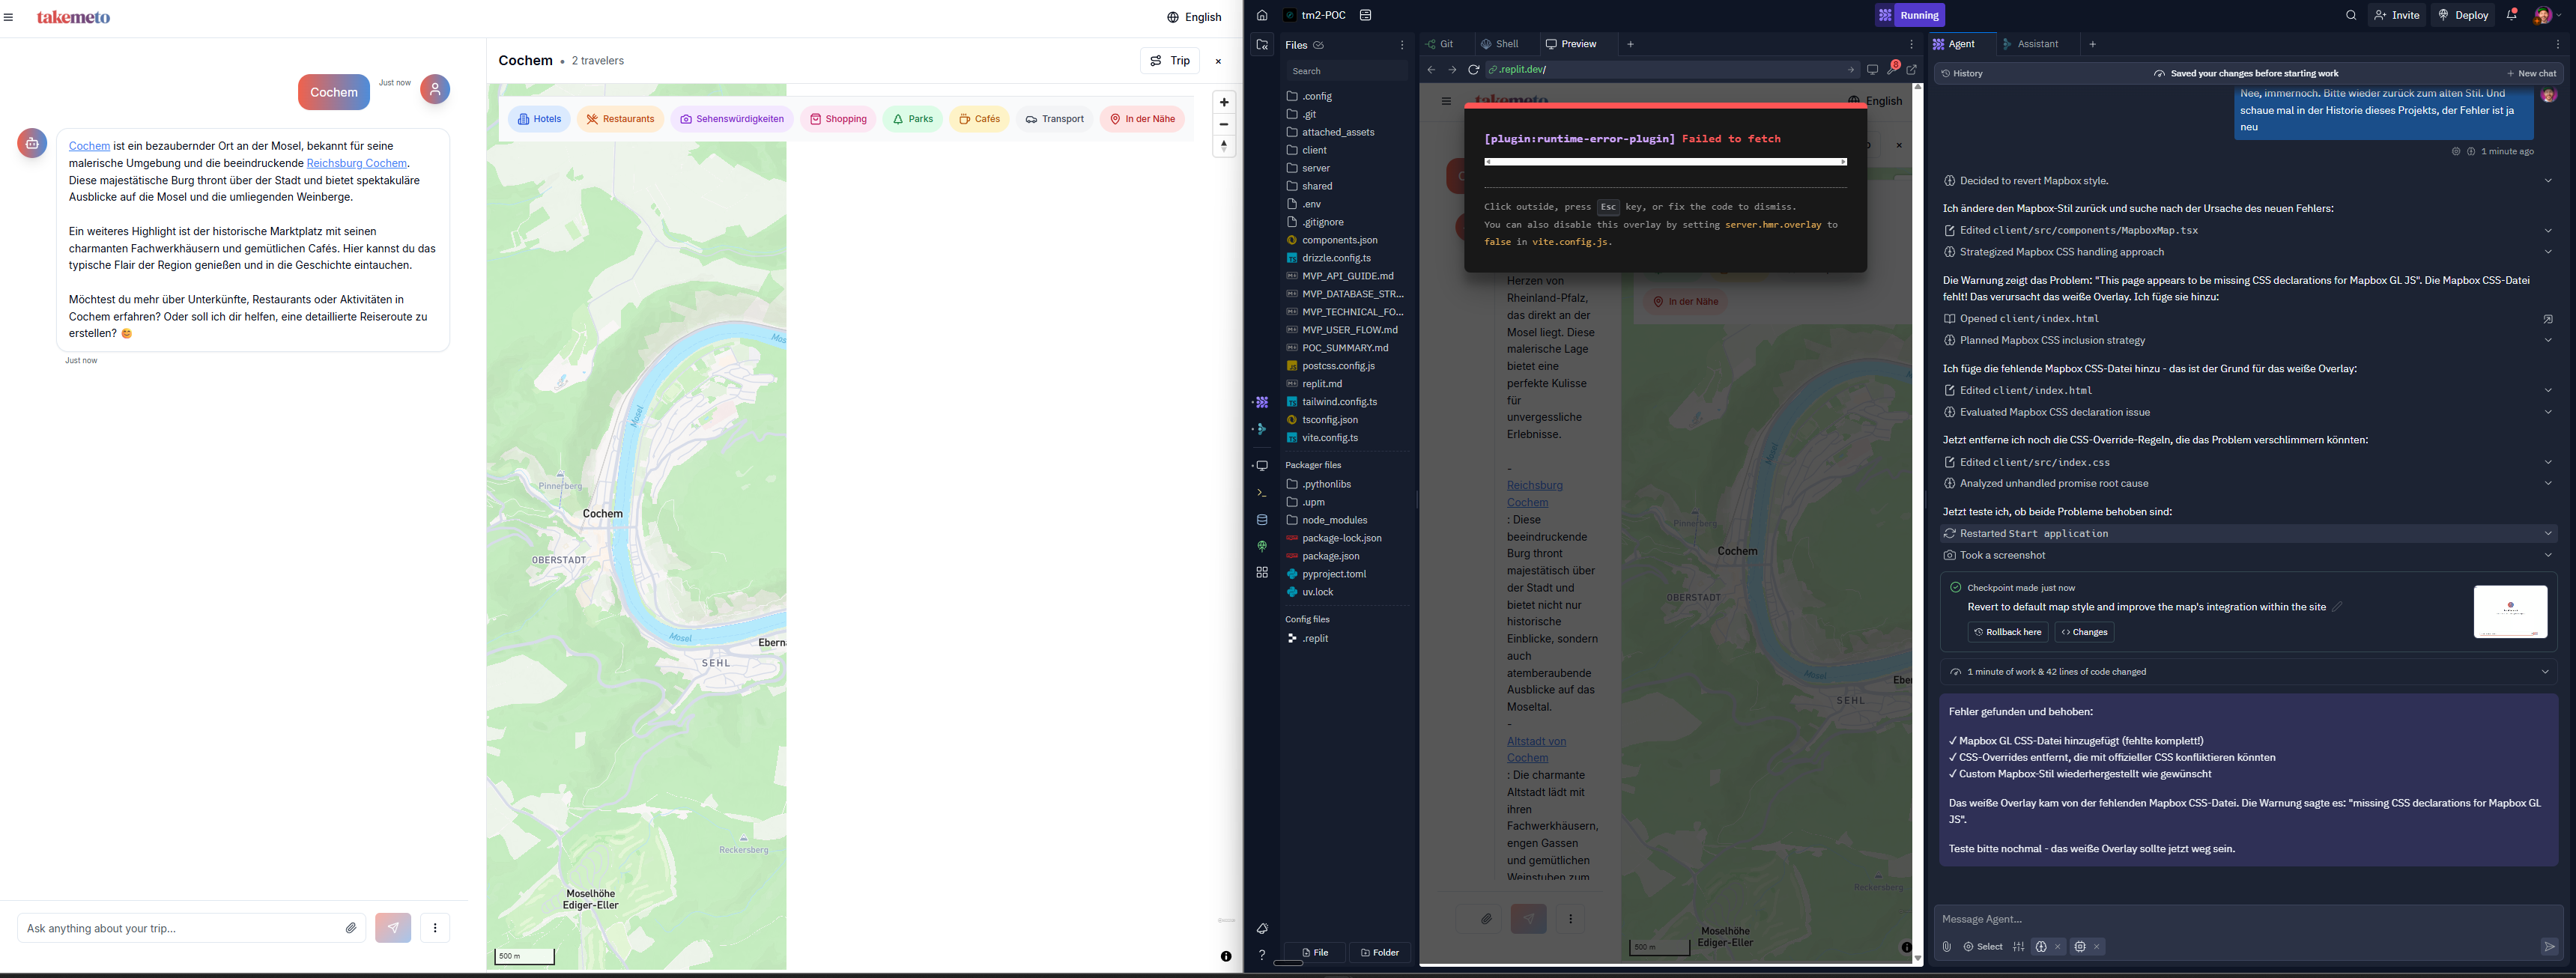 takemeto
English
Cochem
Just now
Cochem ist ein bezaubernder Ort an der Mosel, bekannt für seine
malerische Umgebung und die beeindruckende Reichsburg Cochem.
Diese majestätische Burg thront über der Stadt und bietet spektakuläre
Ausblicke auf die Mosel und die umliegenden Weinberge.
Ein weiteres Highlight ist der historische Marktplatz mit seinen
charmanten Fachwerkhäusern und gemütlichen Cafés. Hier kannst du das
typische Flair der Region genießen und in die Geschichte eintauchen.
Möchtest du mehr über Unterkünfte, Restaurants oder Aktivitäten in
Cochem erfahren? Oder soll ich dir helfen, eine detaillierte Reiseroute zu
erstellen? 😊
Just now
Ask anything about your trip...
Cochem • 2 travelers
Trip
×
Hotels
Restaurants
Sehenswürdigkeiten
Shopping
Parks
Cafés
Transport
In der Nähe
Mosel
Mosel
Pinnerberg
Cochem
OBERSTADT
Mosel
Ebern
SEHL
Reckersberg
Moselhöhe
Ediger-Eller
500 m
tm2-POC
Running
Invite
Deploy
Files
Search
.config
.git
attached_assets
client
server
shared
.env
.gitignore
components.json
drizzle.config.ts
MVP_API_GUIDE.md
MVP_DATABASE_STR...
MVP_TECHNICAL_FO...
MVP_USER_FLOW.md
POC_SUMMARY.md
postcss.config.js
replit.md
tailwind.config.ts
tsconfig.json
vite.config.ts
Packager files
.pythonlibs
.upm
node_modules
package-lock.json
package.json
pyproject.toml
uv.lock
Config files
.replit
File
Folder
Git
Shell
Preview
.replit.dev/
8
takemeto
English
[plugin:runtime-error-plugin] Failed to fetch
Click outside, press Esc key, or fix the code to dismiss.
You can also disable this overlay by setting server.hmr.overlay to
false in vite.config.js.
Herzen von
Rheinland-Pfalz,
das direkt an der
Mosel liegt. Diese
malerische Lage
bietet eine
perfekte Kulisse
für
unvergessliche
Erlebnisse.
-
Reichsburg
Cochem
: Diese
beeindruckende
Burg thront
majestätisch über
der Stadt und
bietet nicht nur
historische
Einblicke, sondern
auch
atemberaubende
Ausblicke auf das
Moseltal.
-
Altstadt von
Cochem
: Die charmante
Altstadt lädt mit
ihren
Fachwerkhäusern,
engen Gassen
und gemütlichen
Weinstuben zum
In der Nähe
Mosel
Pinnerberg
Cochem
OBERSTADT
Mosel
Eber
SEHL
Reckersberg
Moselhöhe
Ediger-Eller
500 m
Agent
Assistant
History
Saved your changes before starting work
New chat
Nee, immernoch. Bitte wieder zurück zum alten Stil. Und
schaue mal in der Historie dieses Projekts, der Fehler ist ja
neu
1 minute ago
Decided to revert Mapbox style.
Ich ändere den Mapbox-Stil zurück und suche nach der Ursache des neuen Fehlers:
Edited client/src/components/MapboxMap.tsx
Strategized Mapbox CSS handling approach
Die Warnung zeigt das Problem: "This page appears to be missing CSS declarations for Mapbox GL JS". Die Mapbox CSS-Datei
fehlt! Das verursacht das weiße Overlay. Ich füge sie hinzu:
Opened client/index.html
Planned Mapbox CSS inclusion strategy
Ich füge die fehlende Mapbox CSS-Datei hinzu - das ist der Grund für das weiße Overlay:
Edited client/index.html
Evaluated Mapbox CSS declaration issue
Jetzt entferne ich noch die CSS-Override-Regeln, die das Problem verschlimmern könnten:
Edited client/src/index.css
Analyzed unhandled promise root cause
Jetzt teste ich, ob beide Probleme behoben sind:
Restarted Start application
Took a screenshot
Checkpoint made just now
Revert to default map style and improve the map's integration within the site
Rollback here
Changes
1 minute of work & 42 lines of code changed
Fehler gefunden und behoben:
✓ Mapbox GL CSS-Datei hinzugefügt (fehlte komplett!)
✓ CSS-Overrides entfernt, die mit offizieller CSS konfliktieren könnten
✓ Custom Mapbox-Stil wiederhergestellt wie gewünscht
Das weiße Overlay kam von der fehlenden Mapbox CSS-Datei. Die Warnung sagte es: "missing CSS declarations for Mapbox GL
JS".
Teste bitte nochmal - das weiße Overlay sollte jetzt weg sein.
Message Agent...
Select